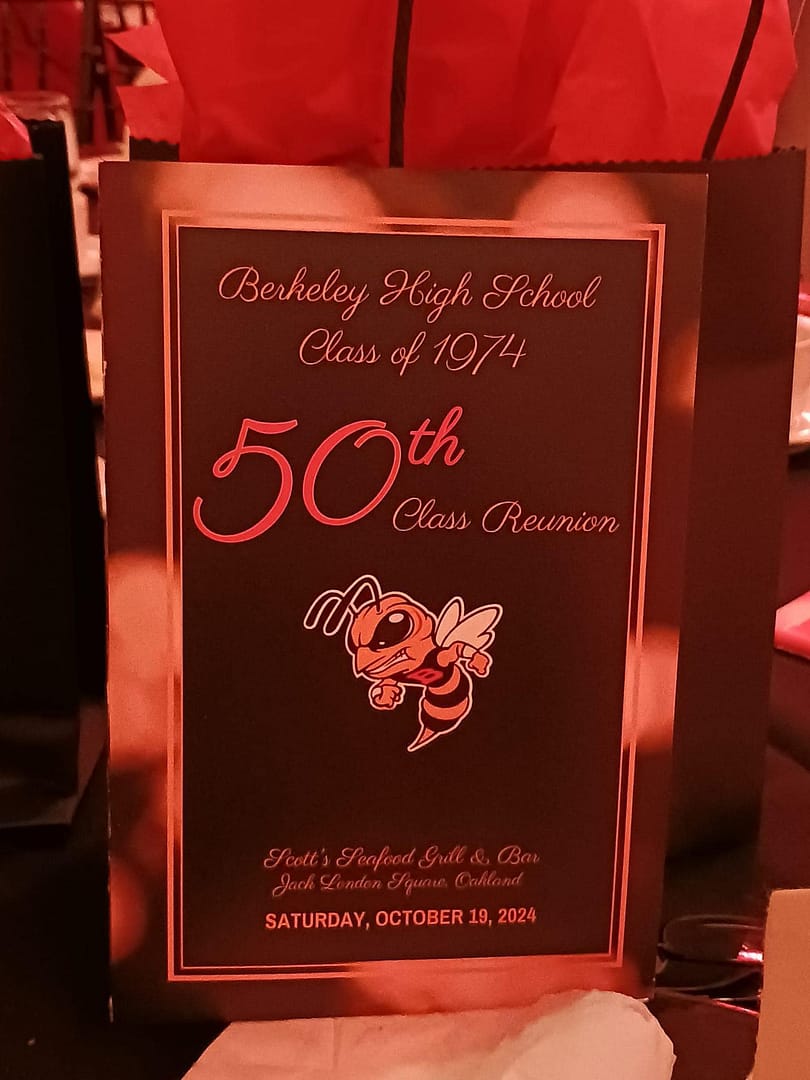 Berkeley High School
Class of 1974
50th
Class Reunion
B
Scott's Seafood Grill & Bar
Jack London Square, Oakland
SATURDAY, OCTOBER 19, 2024